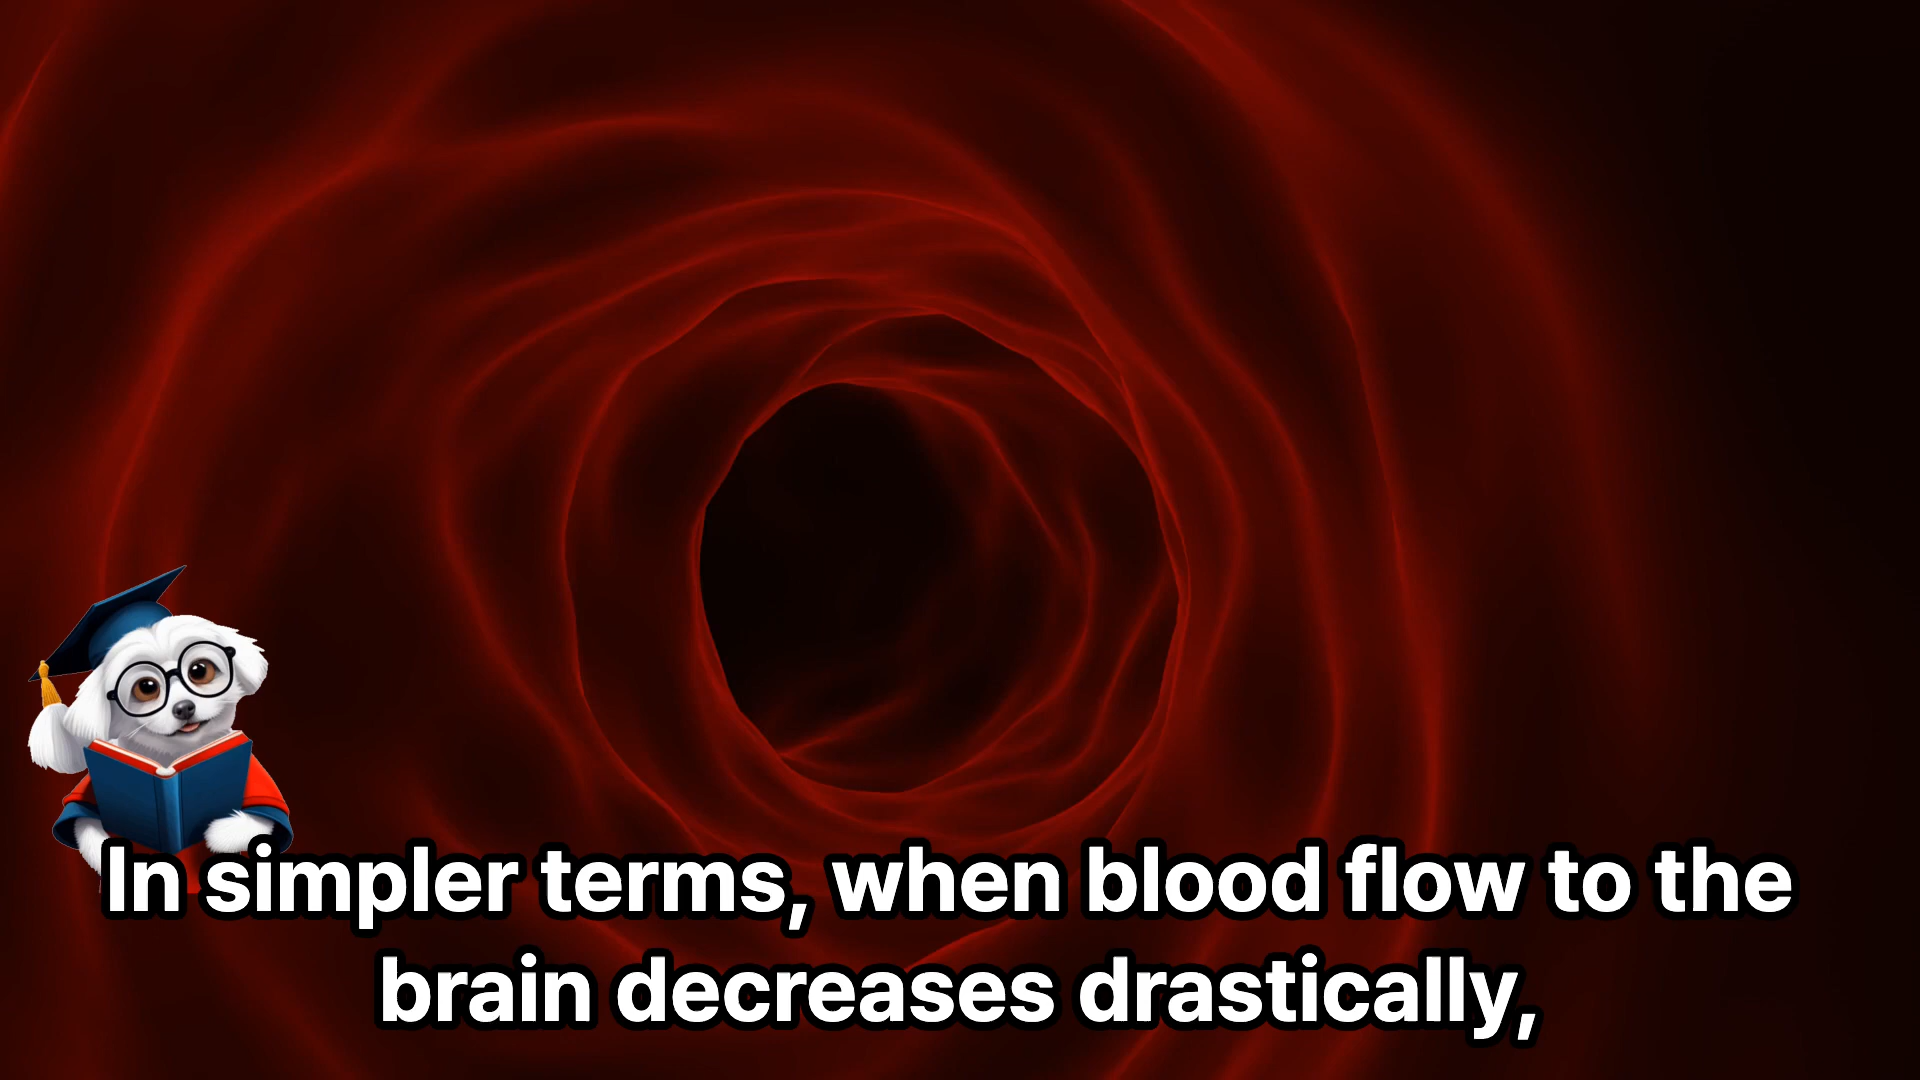 In simpler terms, when blood flow to the
brain decreases drastically,